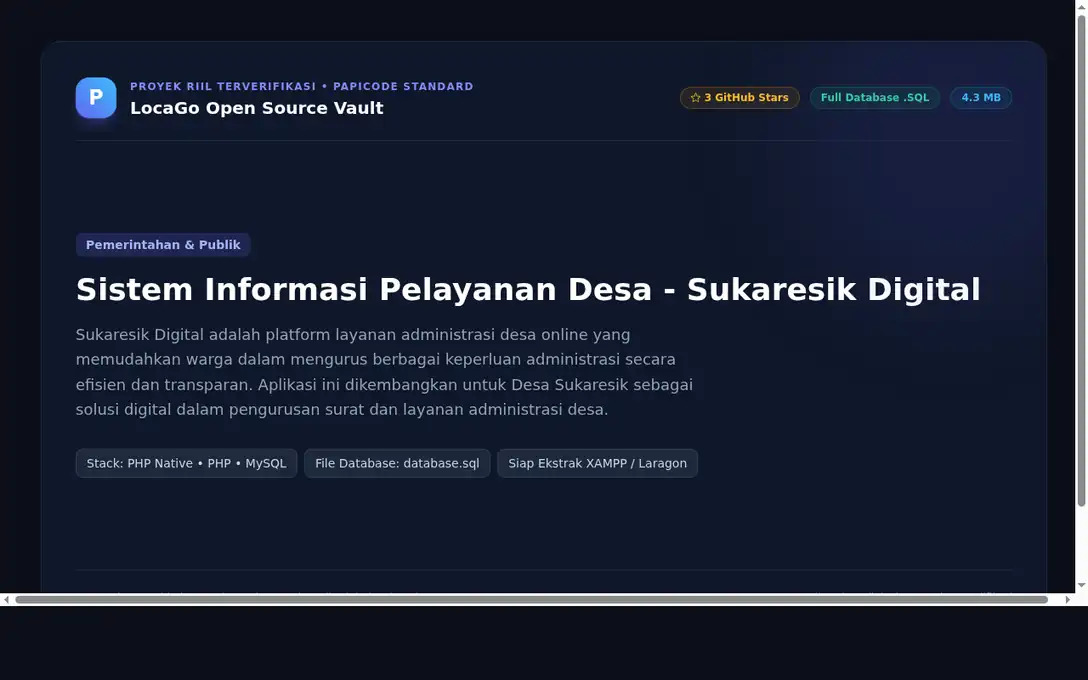 P
PROYEK RIIL TERVERIFIKASI • PAPICODE STANDARD
LocaGo Open Source Vault
☆ 3 GitHub Stars
Full Database .SQL
4.3 MB
Pemerintahan & Publik
Sistem Informasi Pelayanan Desa - Sukaresik Digital
Sukaresik Digital adalah platform layanan administrasi desa online yang
memudahkan warga dalam mengurus berbagai keperluan administrasi secara
efisien dan transparan. Aplikasi ini dikembangkan untuk Desa Sukaresik sebagai
solusi digital dalam pengurusan surat dan layanan administrasi desa.
Stack: PHP Native • PHP • MySQL
File Database: database.sql
Siap Ekstrak XAMPP / Laragon